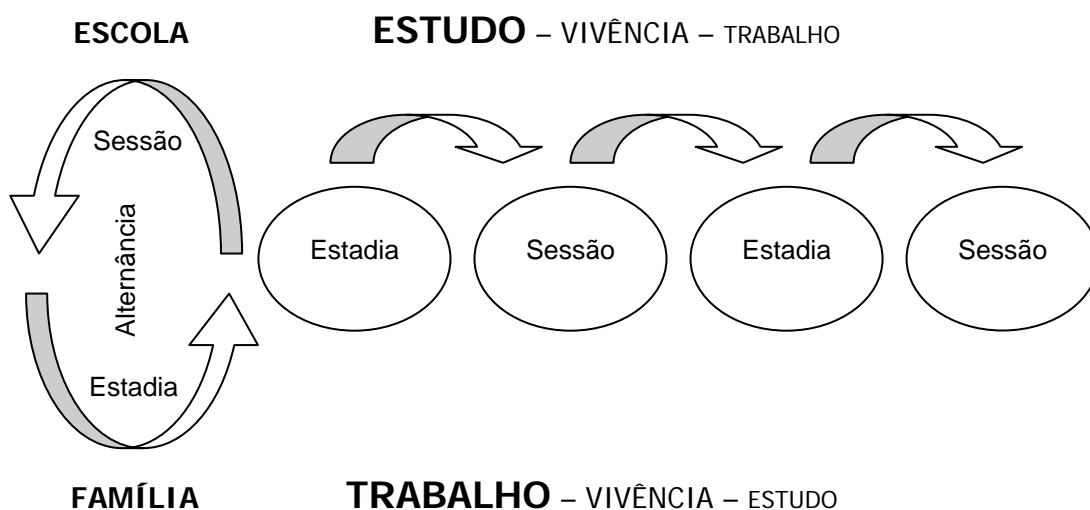 ESCOLA
ESTUDO – VIVÊNCIA – TRABALHO
Sessão
Alternância
Estadia
Estadia
Sessão
Estadia
Sessão
FAMÍLIA
TRABALHO – VIVÊNCIA – ESTUDO